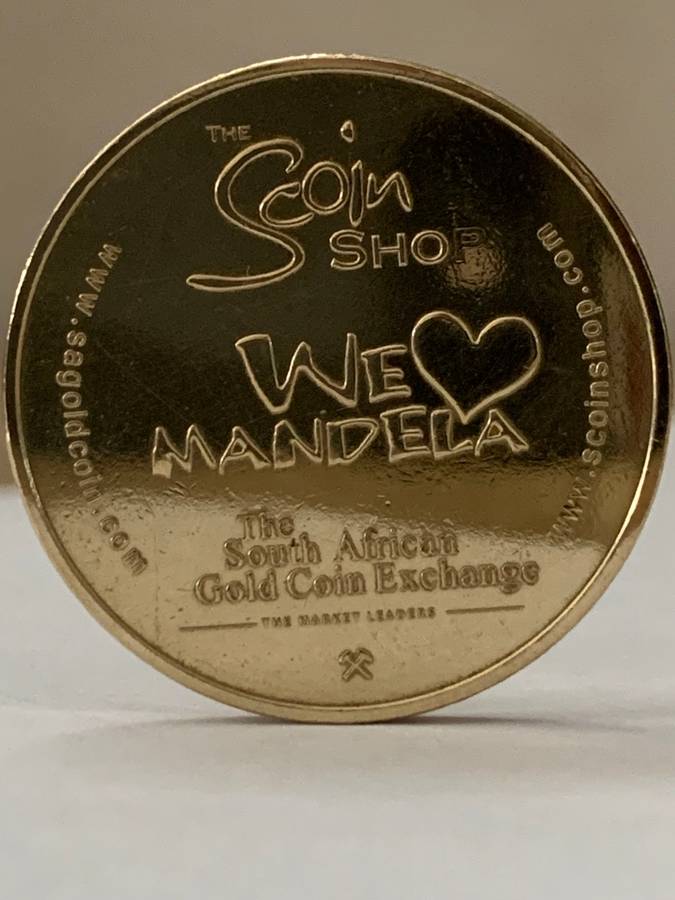 THE
Scoin
SHOP
WE
MANDELA
The
South African
Gold Coin Exchange
THE MARKET LEADERS
www.sagoldcoin.com
www.scoinshop.com